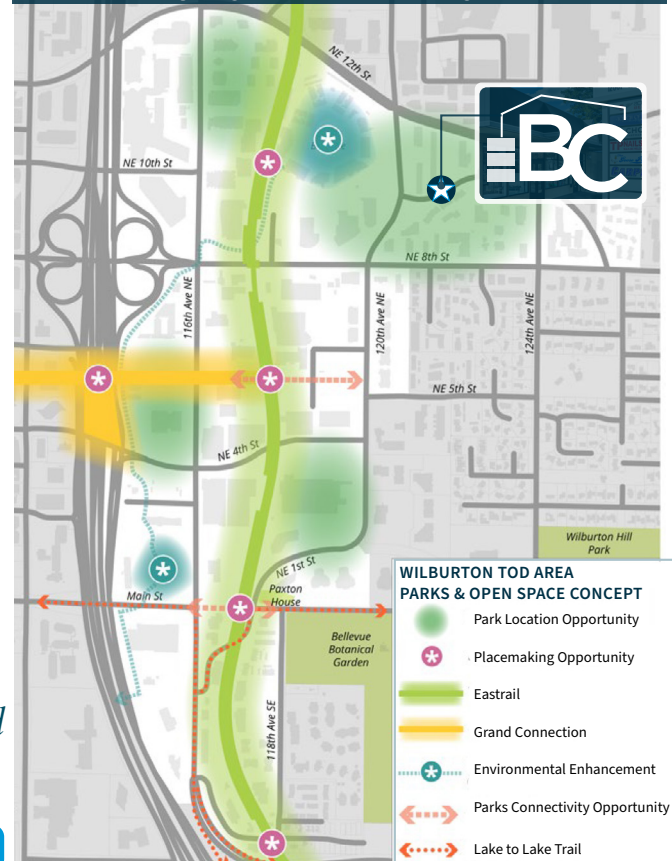 NE 12th St
BC
NE 10th St
NE 8th St
116th Ave NE
120th Ave NE
124th Ave NE
NE 5th St
NE 4th St
Wilburton Hill
Park
NE 1st St
Main St
Paxton
House
Bellevue
Botanical
Garden
118th Ave SE
WILBURTON TOD AREA
PARKS & OPEN SPACE CONCEPT
Park Location Opportunity
Placemaking Opportunity
Eastrail
Grand Connection
Environmental Enhancement
Parks Connectivity Opportunity
Lake to Lake Trail